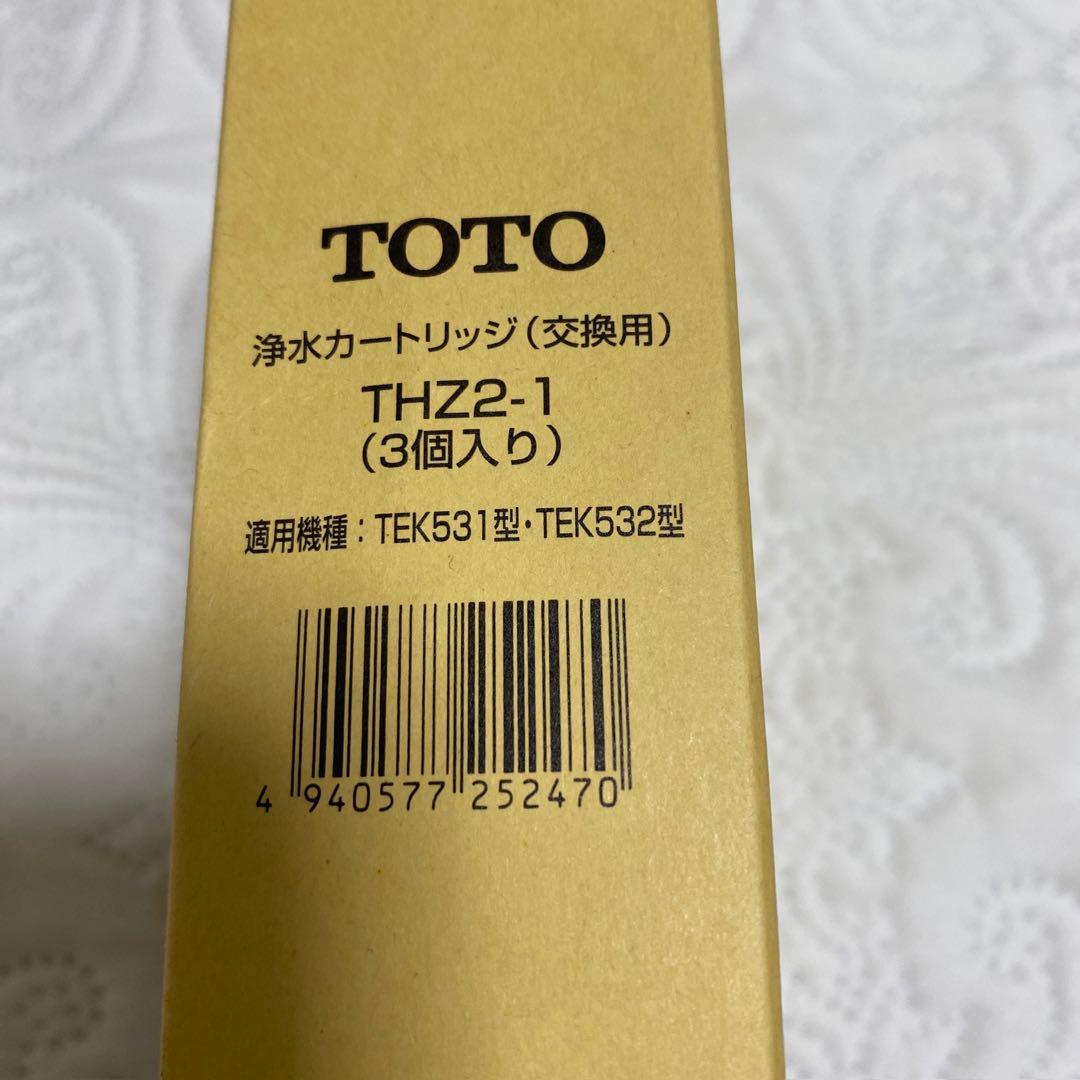 TOTO
浄水カートリッジ(交換用)
THZ2-1
(3個入り)
適用機種:TEK531型・TEK532型
4 940577 252470